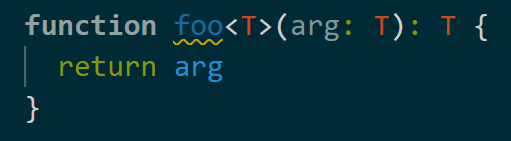 function foo<T>(arg: T): T {
  return arg
}